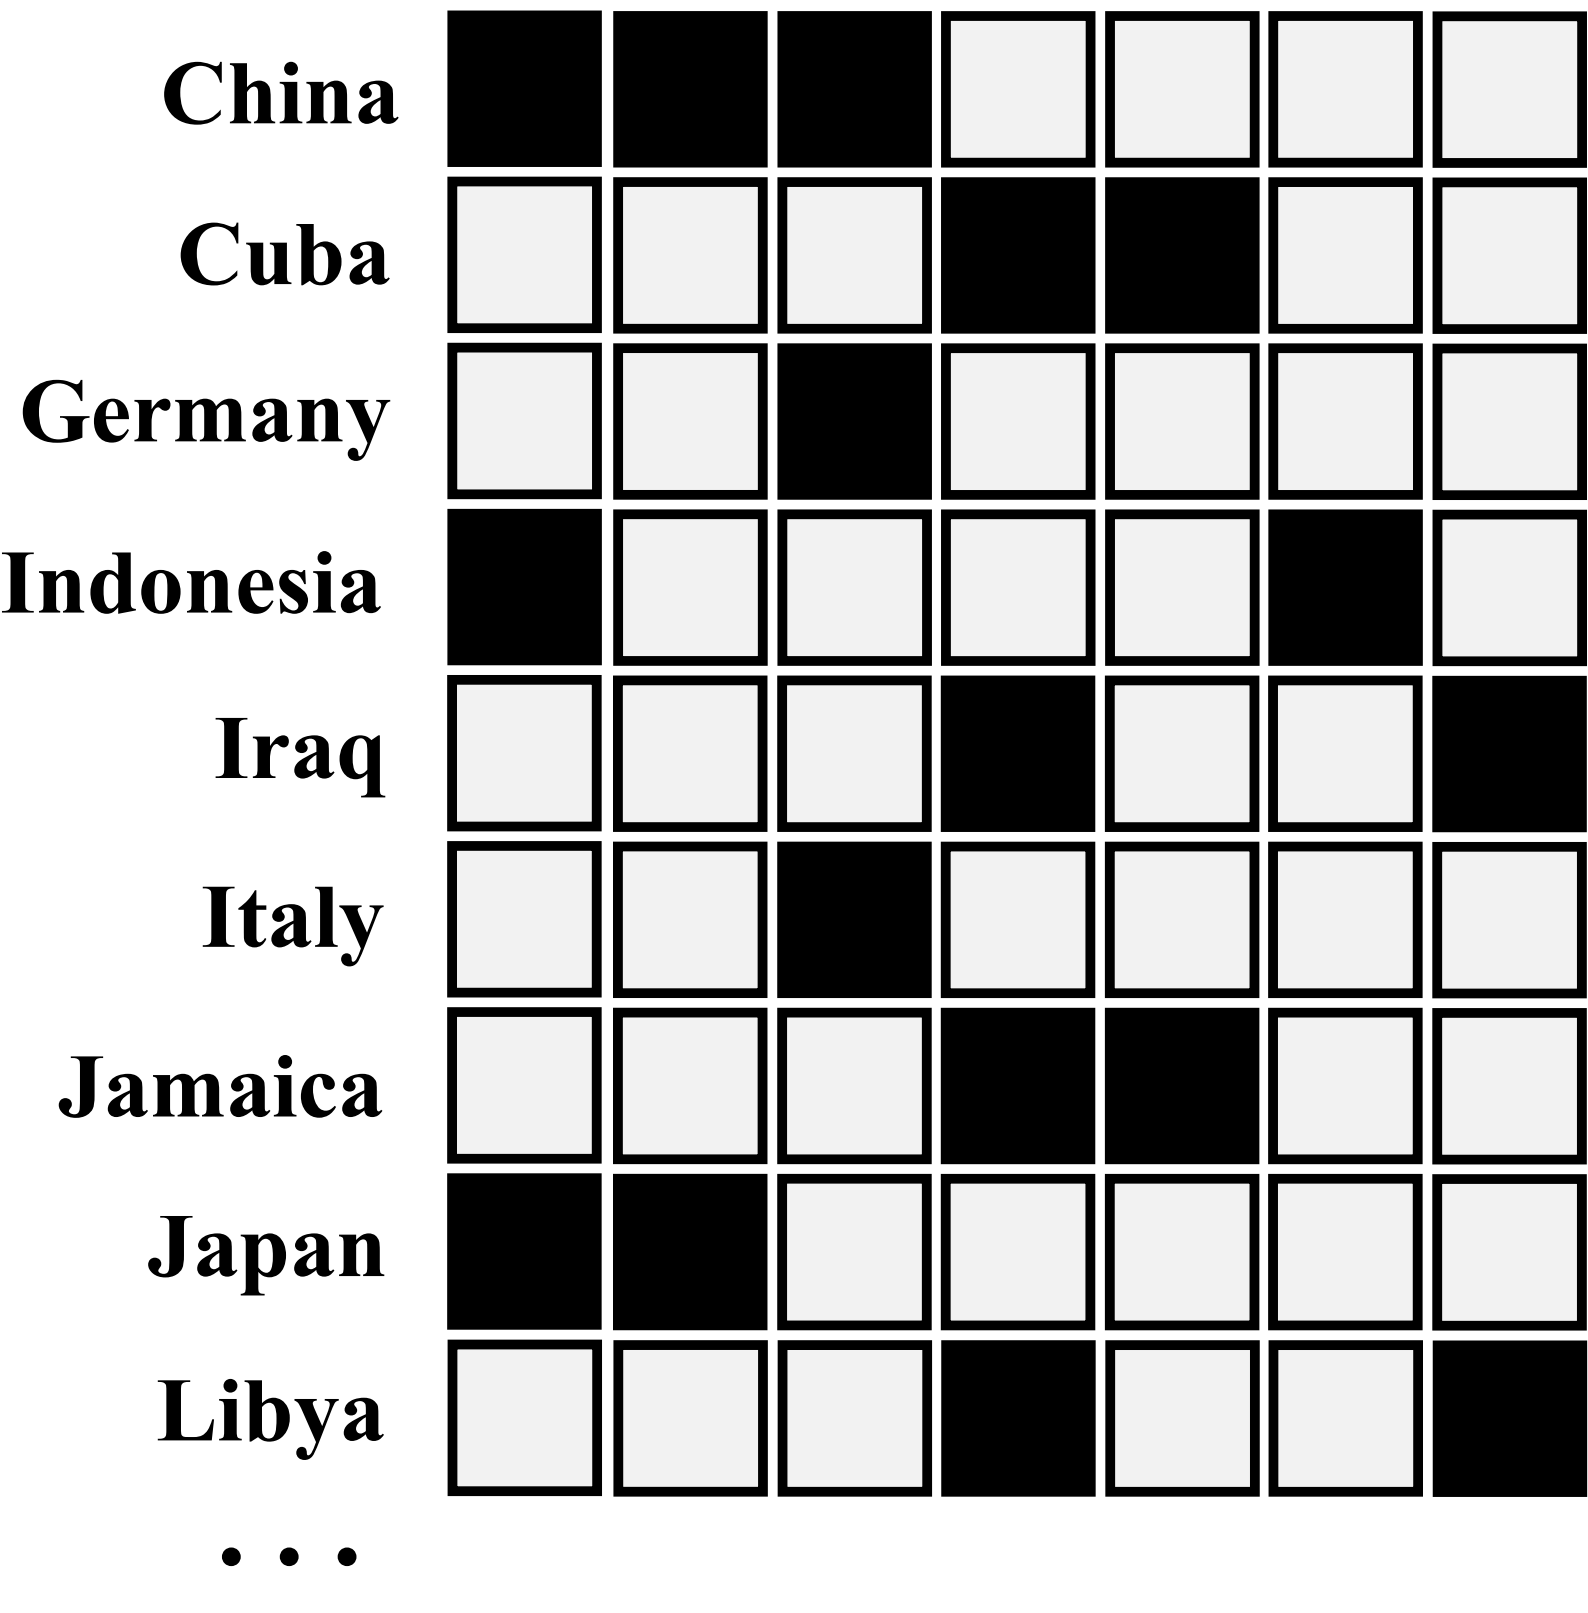 China
Cuba
Germany
Indonesia
Iraq
Italy
Jamaica
Japan
Libya
. . .